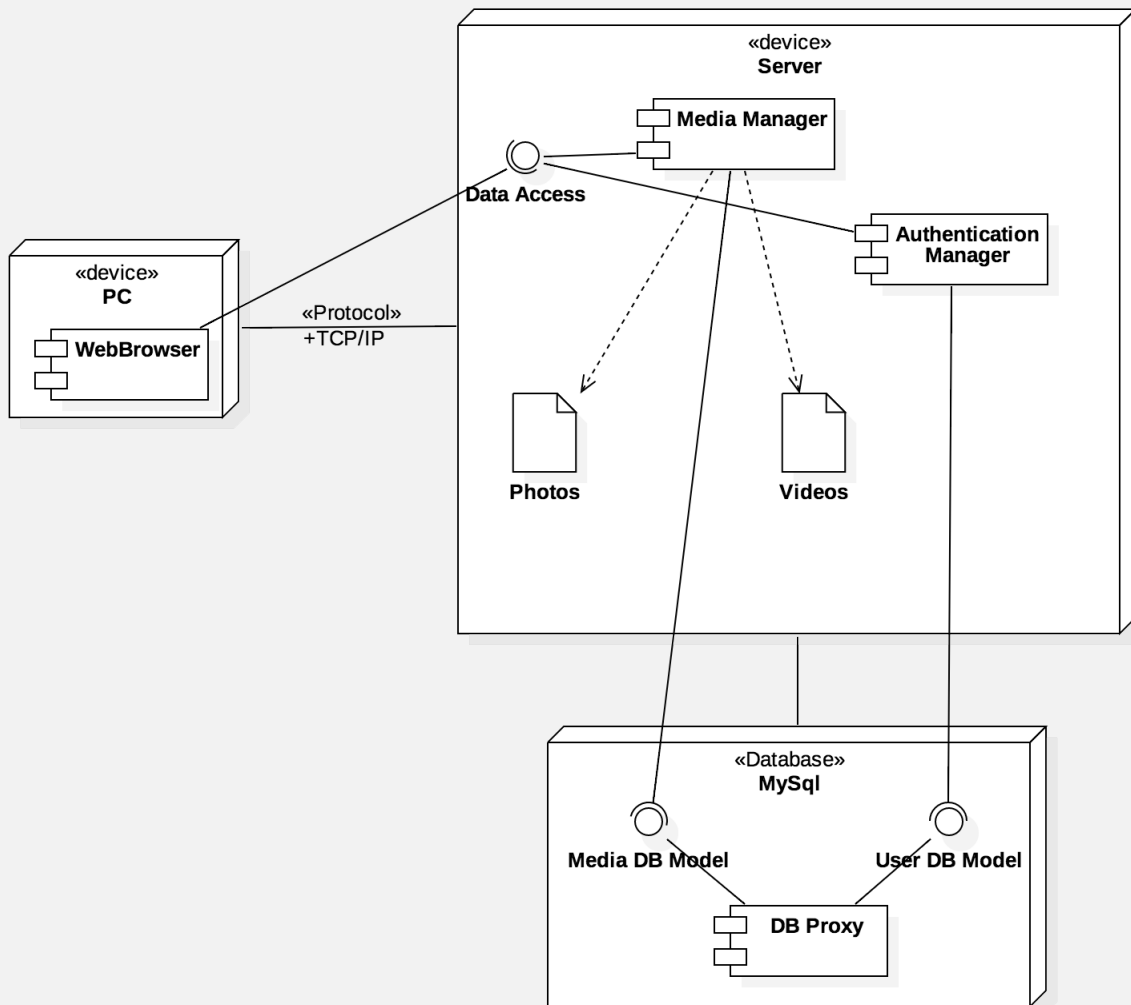 «device»
Server
Media Manager
Data Access
Authentication
Manager
«device»
PC
WebBrowser
«Protocol»
+TCP/IP
Photos
Videos
«Database»
MySql
Media DB Model
User DB Model
DB Proxy